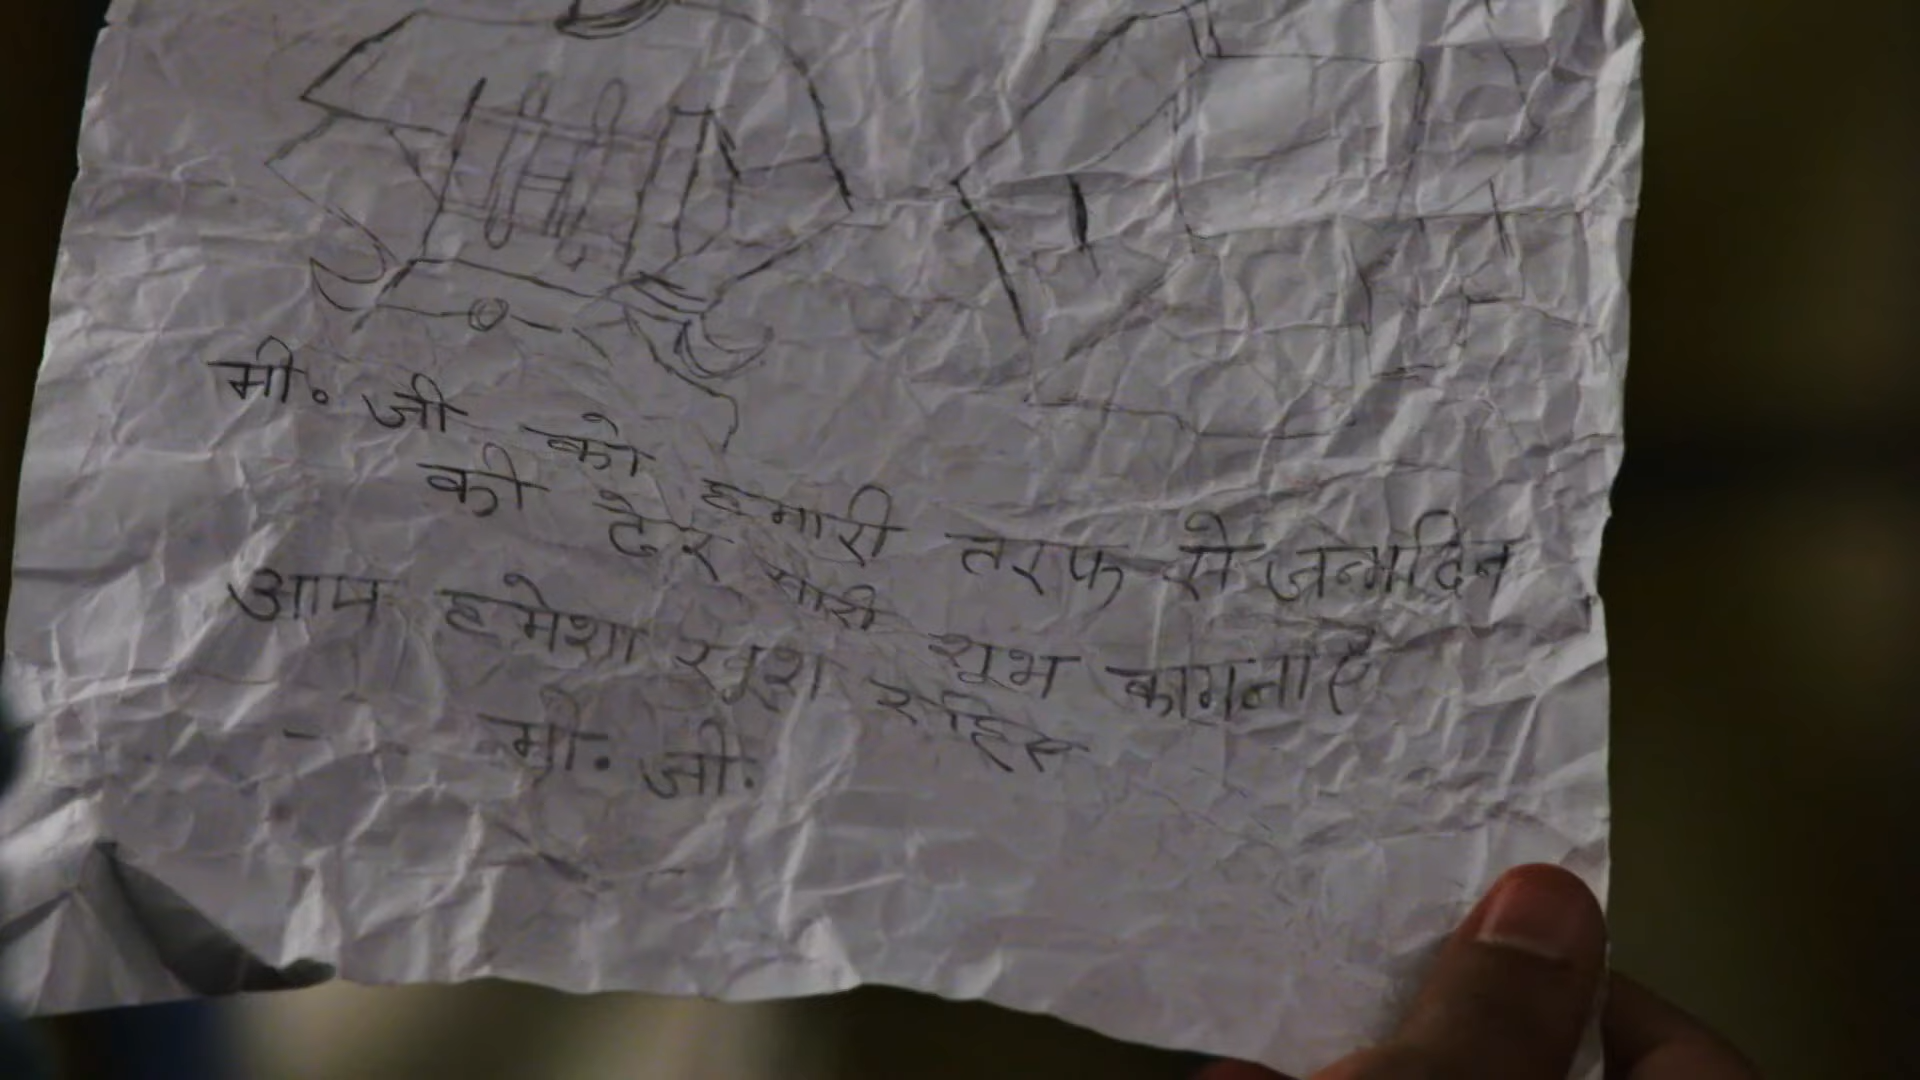 मी. जी को हमारी तरफ से जन्मदिन
की ढेर सारी शुभ कामनाएं
आप हमेशा खुश रहिए
मी. जी.